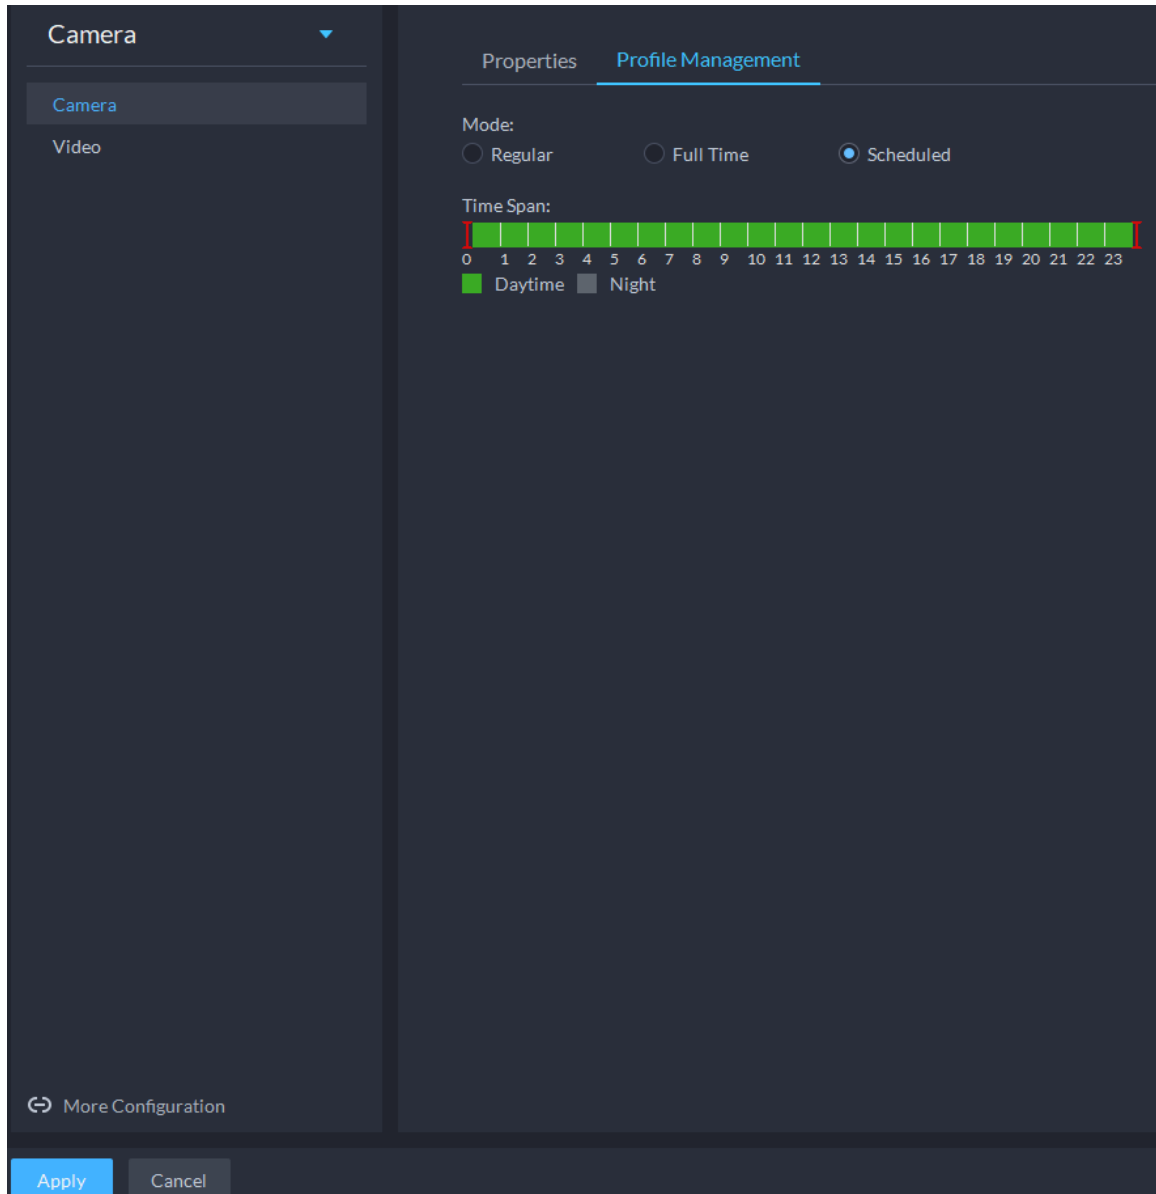 Camera
Camera
Video
More Configuration
Properties Profile Management
Mode:
Regular Full Time Scheduled
Time Span:
0 1 2 3 4 5 6 7 8 9 10 11 12 13 14 15 16 17 18 19 20 21 22 23
Daytime Night
Apply Cancel